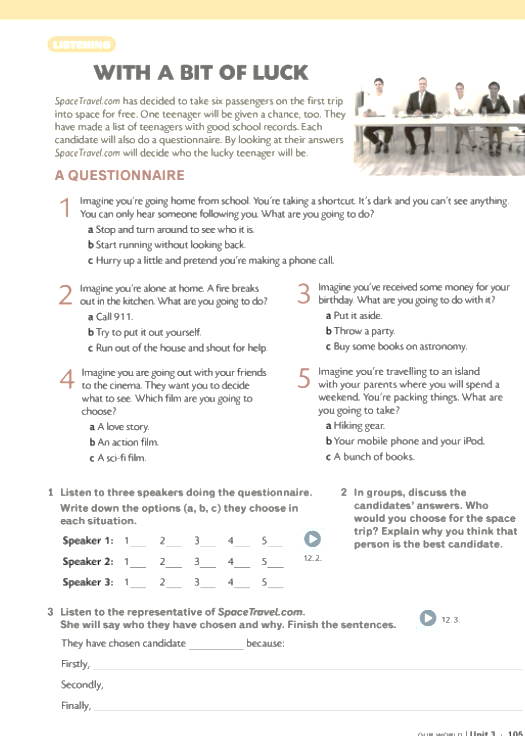 LISTENING
WITH A BIT OF LUCK
SpaceTravel.com has decided to take six passengers on the first trip
into space for free. One teenager will be given a chance, too. They
have made a list of teenagers with good school records. Each
candidate will also do a questionnaire. By looking at their answers
SpaceTravel.com will decide who the lucky teenager will be.
A QUESTIONNAIRE
1 Imagine you're going home from school. You're taking a shortcut. It's dark and you can't see anything.
You can only hear someone following you. What are you going to do?
a Stop and turn around to see who it is.
b Start running without looking back.
c Hurry up a little and pretend you're making a phone call.
2 Imagine you're alone at home. A fire breaks
out in the kitchen. What are you going to do?
a Call 911.
b Try to put it out yourself.
c Run out of the house and shout for help.
3 Imagine you've received some money for your
birthday. What are you going to do with it?
a Put it aside.
b Throw a party.
c Buy some books on astronomy.
4 Imagine you are going out with your friends
to the cinema. They want you to decide
what to see. Which film are you going to
choose?
a A love story.
b An action film.
c A sci-fi film.
5 Imagine you're travelling to an island
with your parents where you will spend a
weekend. You're packing things. What are
you going to take?
a Hiking gear.
b Your mobile phone and your iPod.
c A bunch of books.
1 Listen to three speakers doing the questionnaire.
Write down the options (a, b, c) they choose in
each situation.
Speaker 1: 1___ 2___ 3___ 4___ 5___
Speaker 2: 1___ 2___ 3___ 4___ 5___
Speaker 3: 1___ 2___ 3___ 4___ 5___
12.2.
2 In groups, discuss the
candidates' answers. Who
would you choose for the space
trip? Explain why you think that
person is the best candidate.
3 Listen to the representative of SpaceTravel.com.
She will say who they have chosen and why. Finish the sentences.
12.3.
They have chosen candidate __________ because:
Firstly,
Secondly,
Finally,
OUR WORLD | Unit 3 · 105